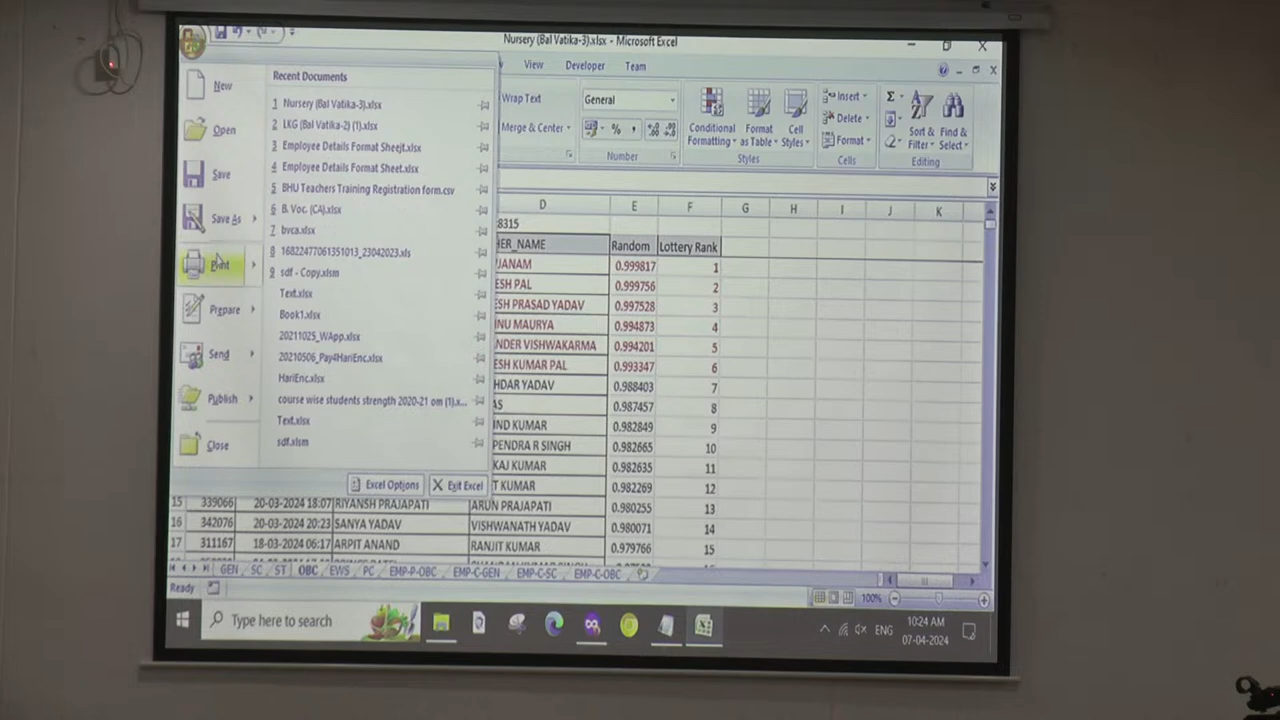 Nursery (Bal Vatika-3).xlsx - Microsoft Excel
View Developer Team
New
Open
Save
Save As
Print
Prepare
Send
Publish
Close
Recent Documents
1 Nursery (Bal Vatika-3).xlsx
2 LKG (Bal Vatika-2) (1).xlsx
3 Employee Details Format Sheejt.xlsx
4 Employee Details Format Sheet.xlsx
5 BHU Teachers Training Registration form.csv
6 B. Voc. (CA).xlsx
7 bvca.xlsx
8 16822477061351013_23042023.xls
9 sdf - Copy.xlsm
Text.xlsx
Book1.xlsx
20211025_WApp.xlsx
20210506_Pay4HariEnc.xlsx
HariEnc.xlsx
course wise students strength 2020-21 om (1).x...
Text.xlsx
sdf.xlsm
Excel Options Exit Excel
Wrap Text
Merge & Center
General
% ,
Number
Conditional Formatting
Format as Table
Cell Styles
Styles
Insert
Delete
Format
Cells
Σ
Sort & Filter
Find & Select
Editing
D E F G H I J K
8315
HER_NAME Random Lottery Rank
JANAM 0.999817 1
ESH PAL 0.999756 2
ESH PRASAD YADAV 0.997528 3
NU MAURYA 0.994873 4
NDER VISHWAKARMA 0.994201 5
ESH KUMAR PAL 0.993347 6
HDAR YADAV 0.988403 7
AS 0.987457 8
IND KUMAR 0.982849 9
PENDRA R SINGH 0.982665 10
KAJ KUMAR 0.982635 11
T KUMAR 0.982269 12
15 339066 20-03-2024 18:07 RIYANSH PRAJAPATI ARUN PRAJAPATI 0.980255 13
16 342076 20-03-2024 20:23 SANYA YADAV VISHWANATH YADAV 0.980071 14
17 311167 18-03-2024 06:17 ARPIT ANAND RANJIT KUMAR 0.979766 15
GEN SC ST OBC EWS PC EMP-P-OBC EMP-C-GEN EMP-C-SC EMP-C-OBC
Ready 100%
Type here to search
ENG
10:24 AM
07-04-2024